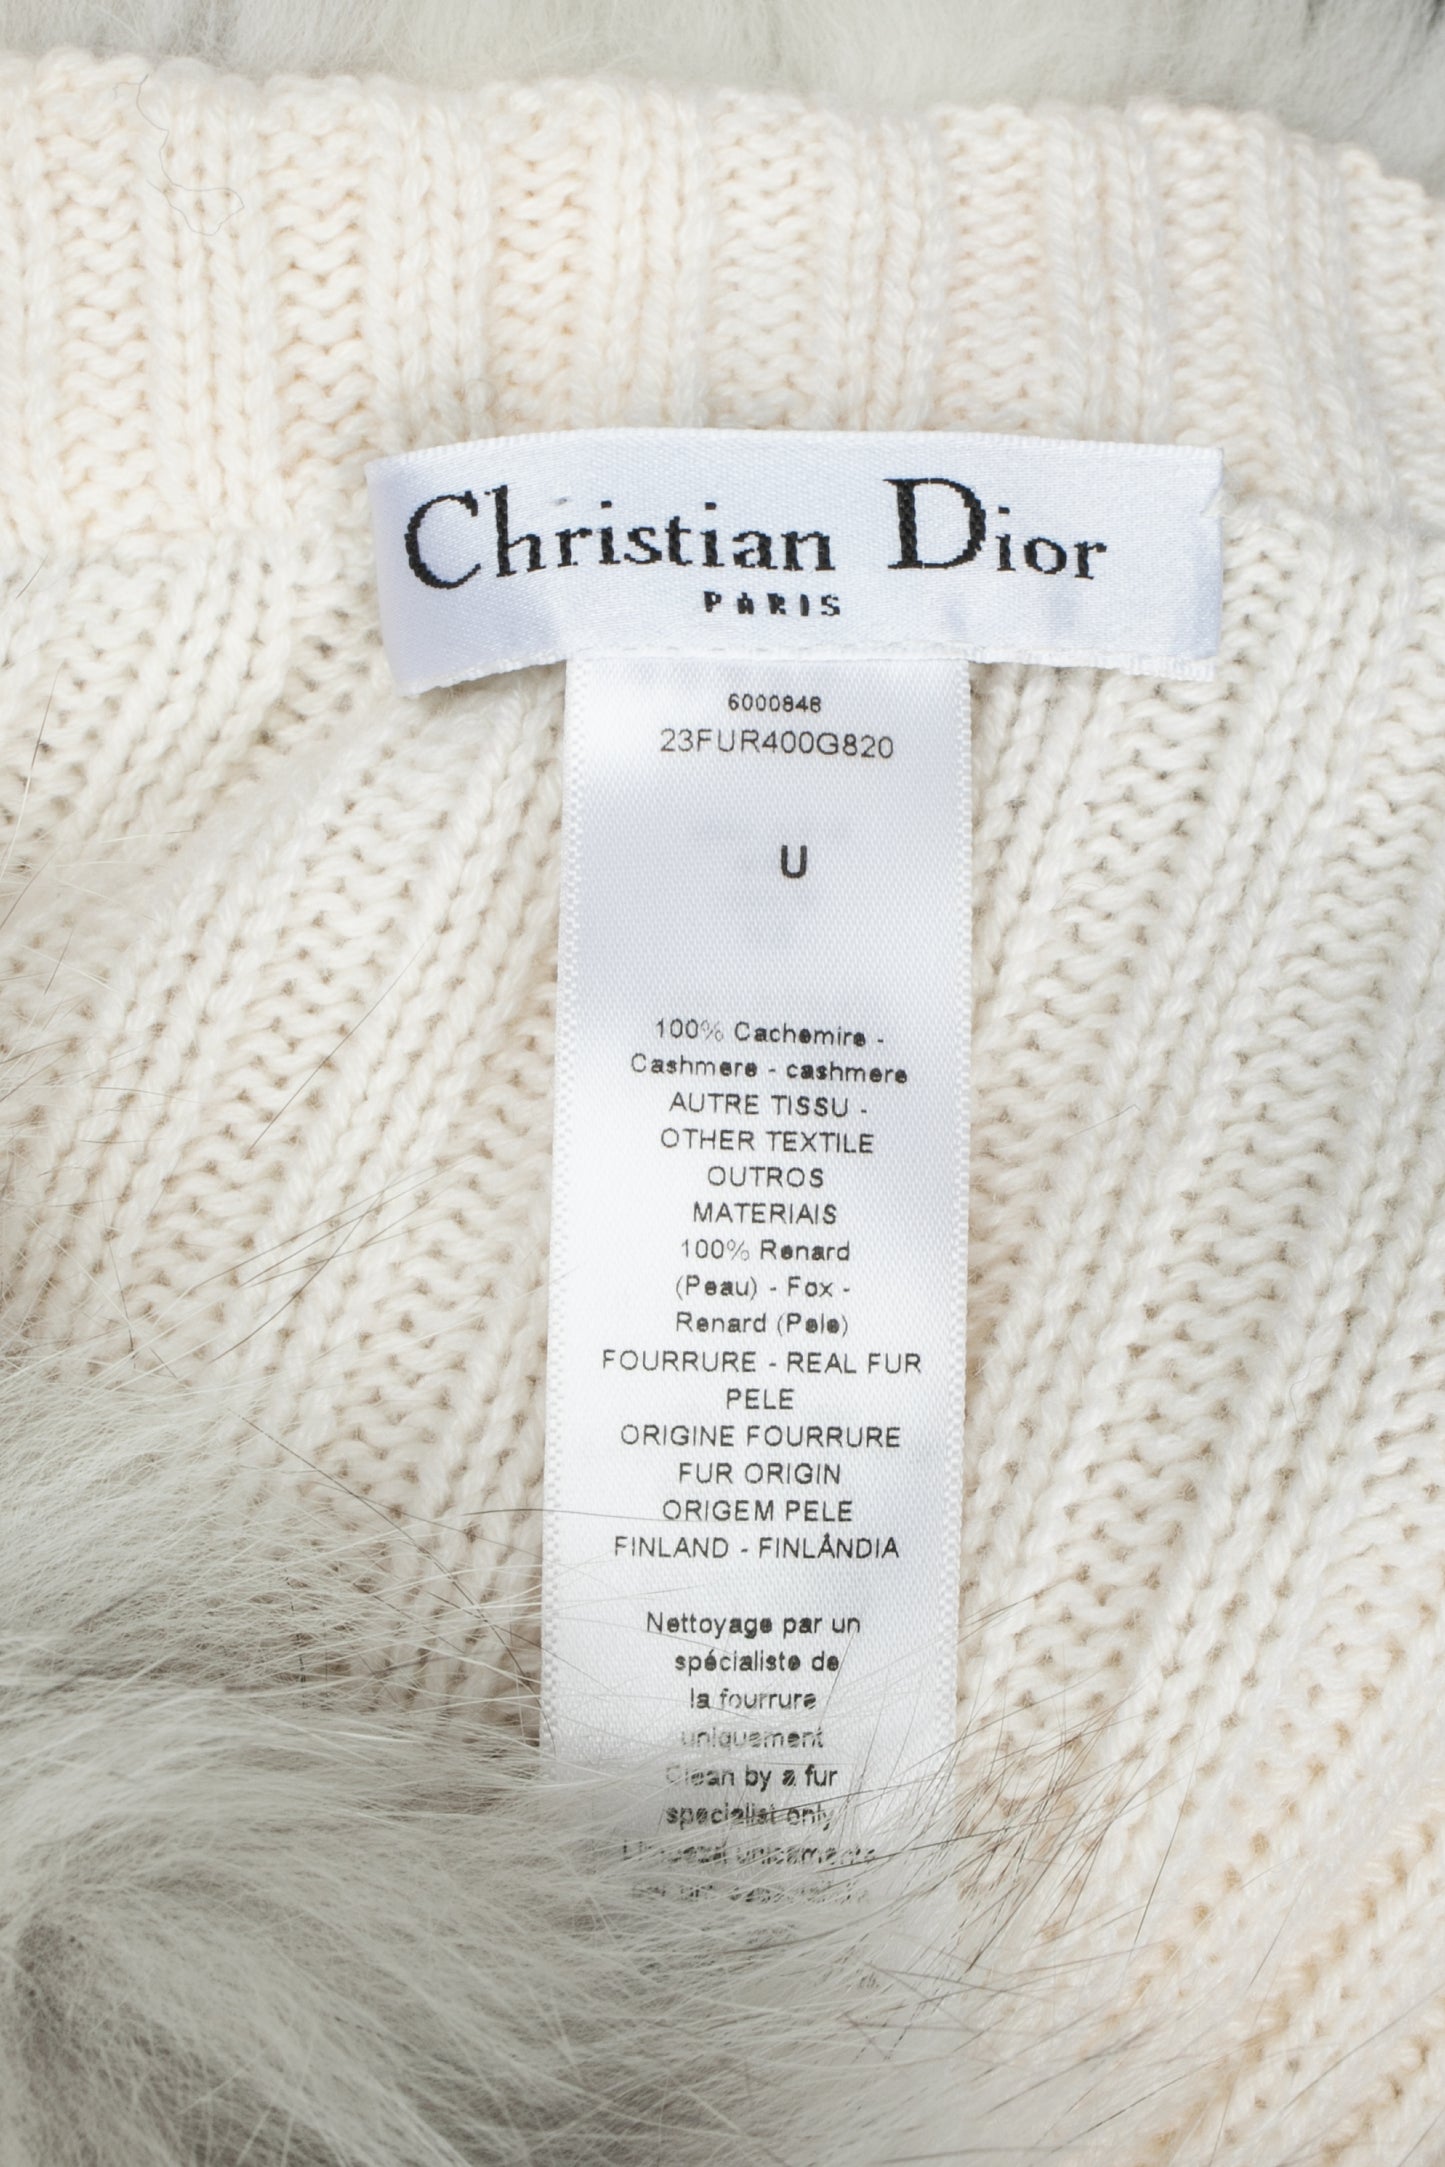 Christian Dior
PARIS
6000846
23FUR400G820
U
100% Cachemire -
Cashmere - cashmere
AUTRE TISSU -
OTHER TEXTILE
OUTROS
MATERIAIS
100% Renard
(Peau) - Fox -
Renard (Pele)
FOURRURE - REAL FUR
PELE
ORIGINE FOURRURE
FUR ORIGIN
ORIGEM PELE
FINLAND - FINLÂNDIA
Nettoyage par un
spécialiste de
la fourrure
uniquement
Clean by a fur
specialist only
unicamente